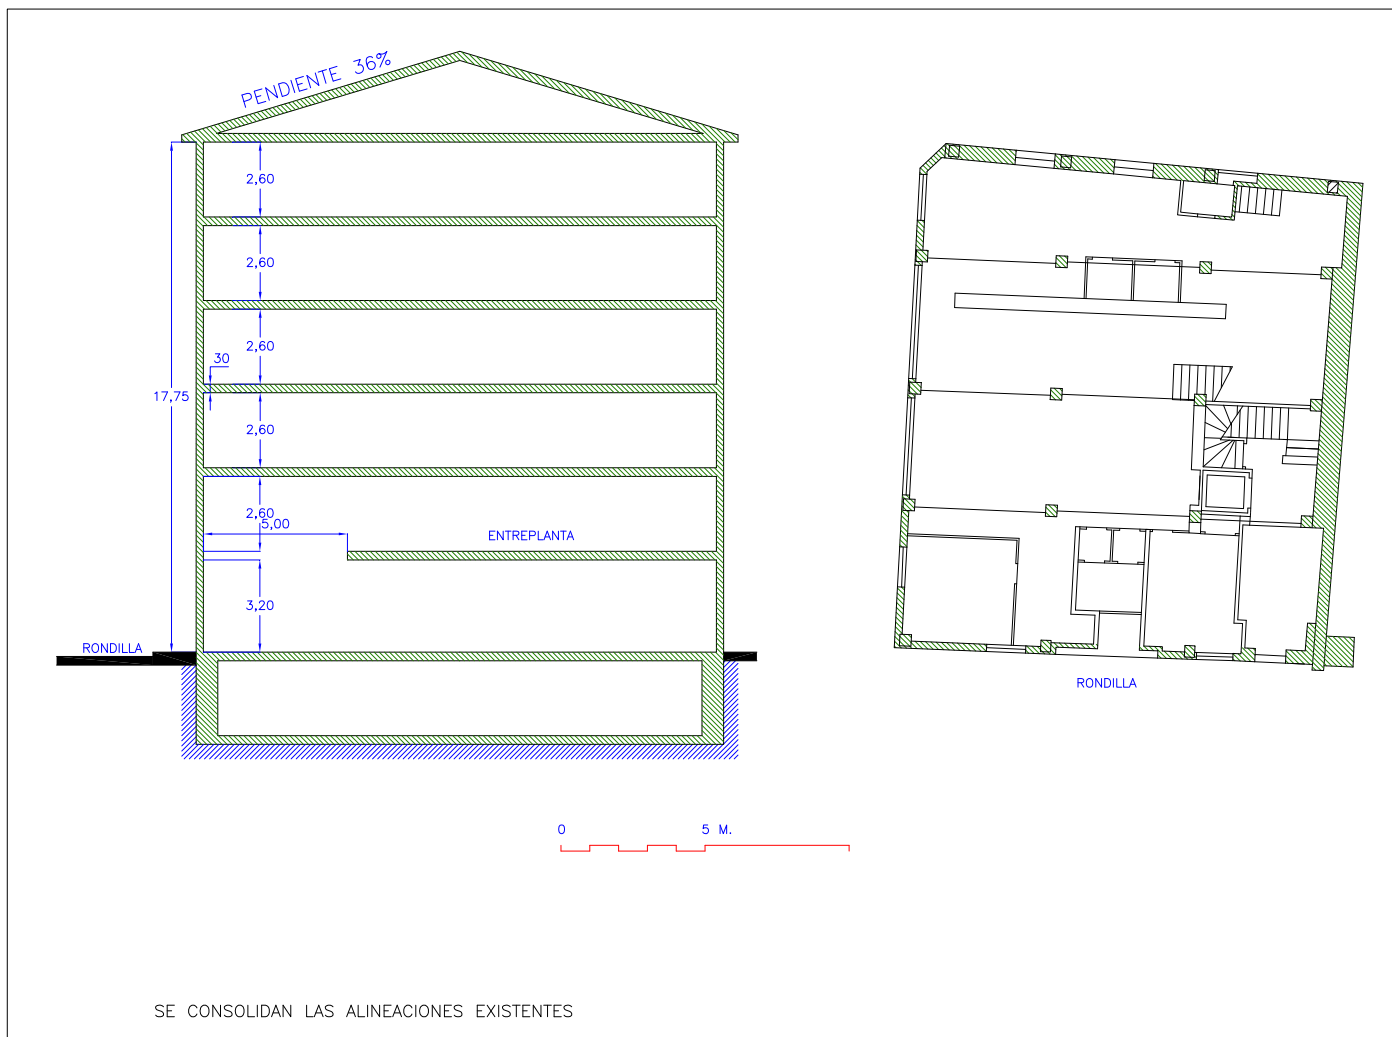 PENDIENTE 36%
2,60
2,60
2,60
30
17,75
2,60
2,60
5,00
ENTREPLANTA
3,20
RONDILLA
RONDILLA
0 5 M.
SE CONSOLIDAN LAS ALINEACIONES EXISTENTES